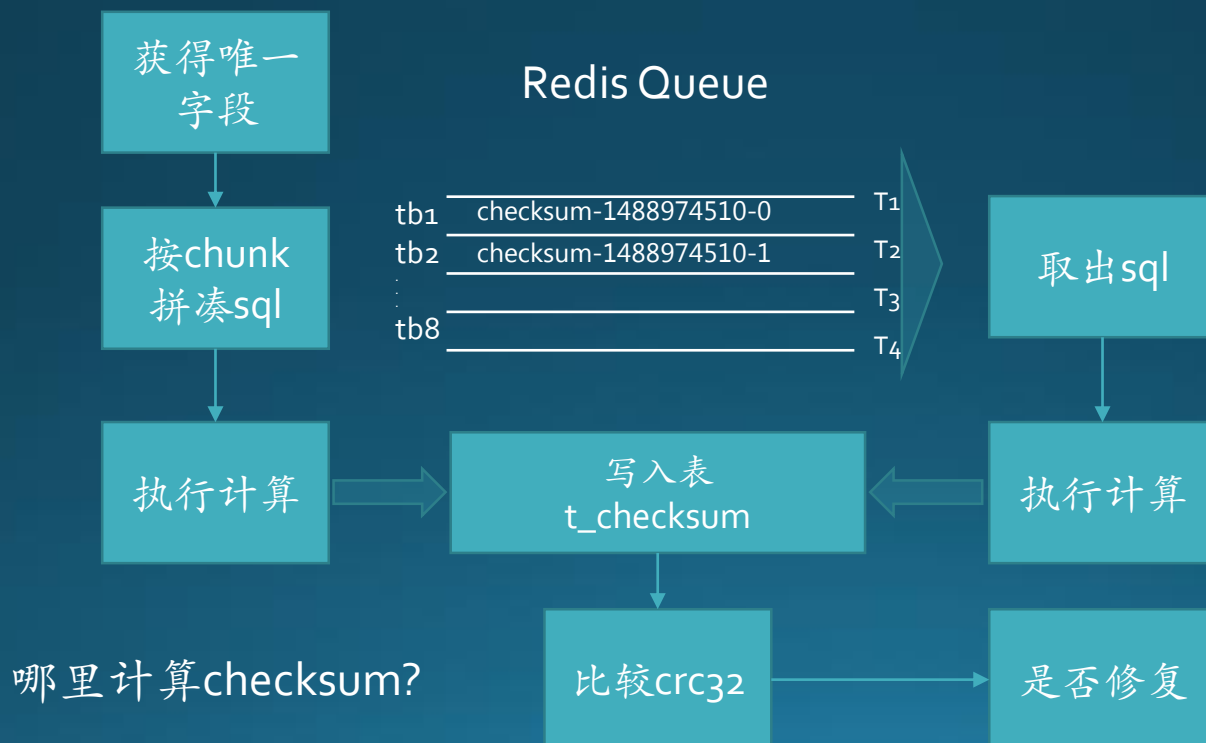 获得唯一
字段
Redis Queue
tb1
checksum-1488974510-0
T1
按chunk
拼凑sql
tb2
checksum-1488974510-1
T2
取出sql
T3
tb8
T4
执行计算
写入表
t_checksum
执行计算
哪里计算checksum?
比较crc32
是否修复